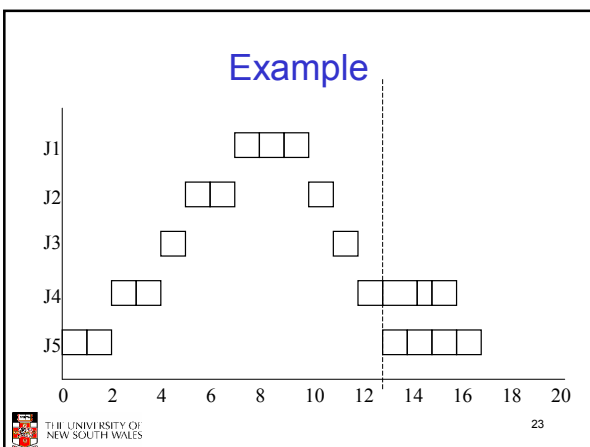 Example
J1
J2
J3
J4
J5
0 2 4 6 8 10 12 14 16 18 20
THE UNIVERSITY OF
NEW SOUTH WALES
23